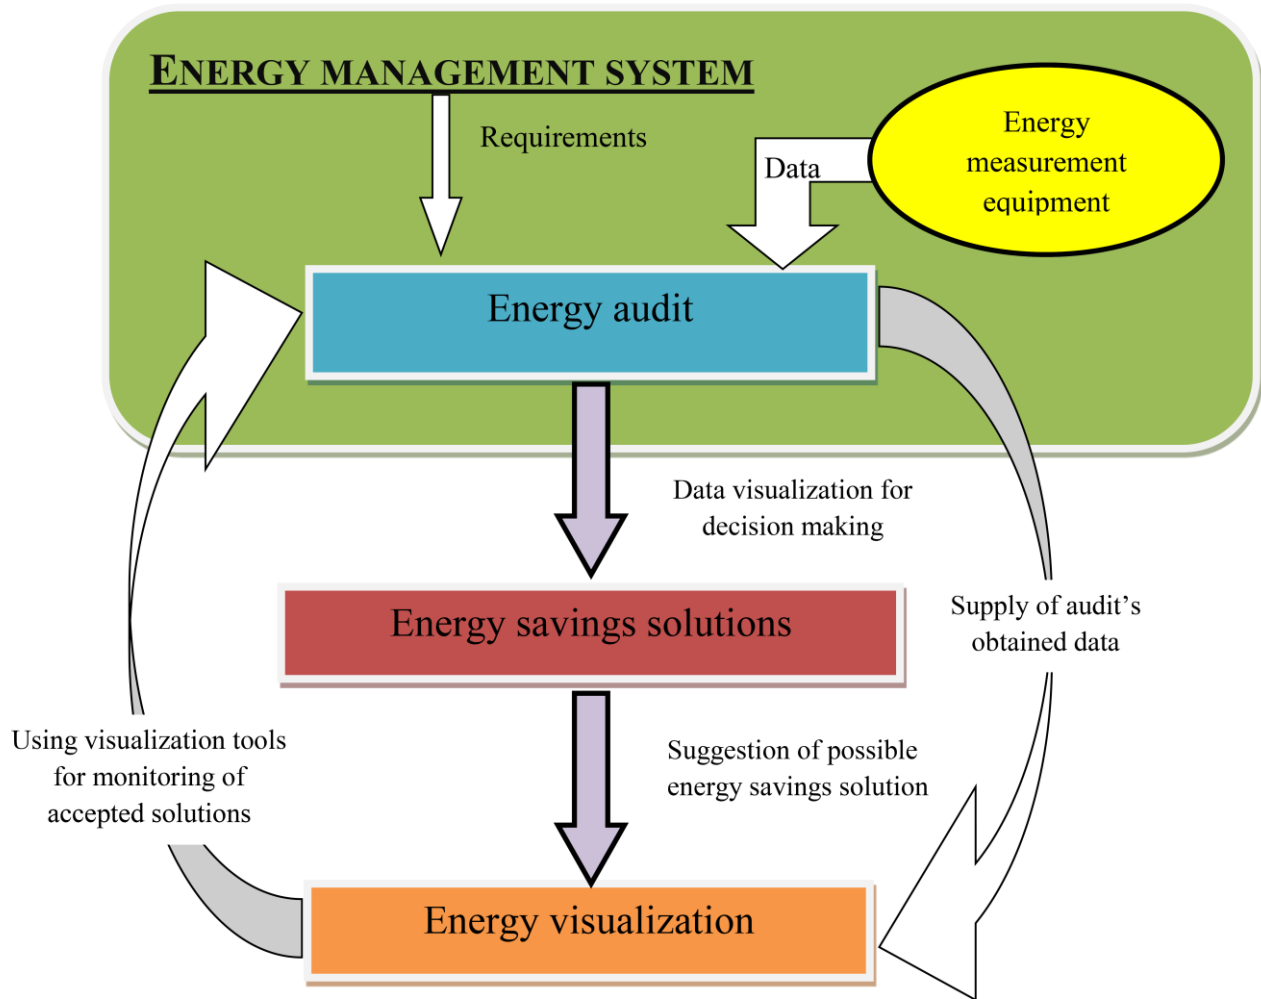 ENERGY MANAGEMENT SYSTEM
Requirements
Data
Energy
measurement
equipment
Energy audit
Data visualization for
decision making
Energy savings solutions
Supply of audit’s
obtained data
Using visualization tools
for monitoring of
accepted solutions
Suggestion of possible
energy savings solution
Energy visualization